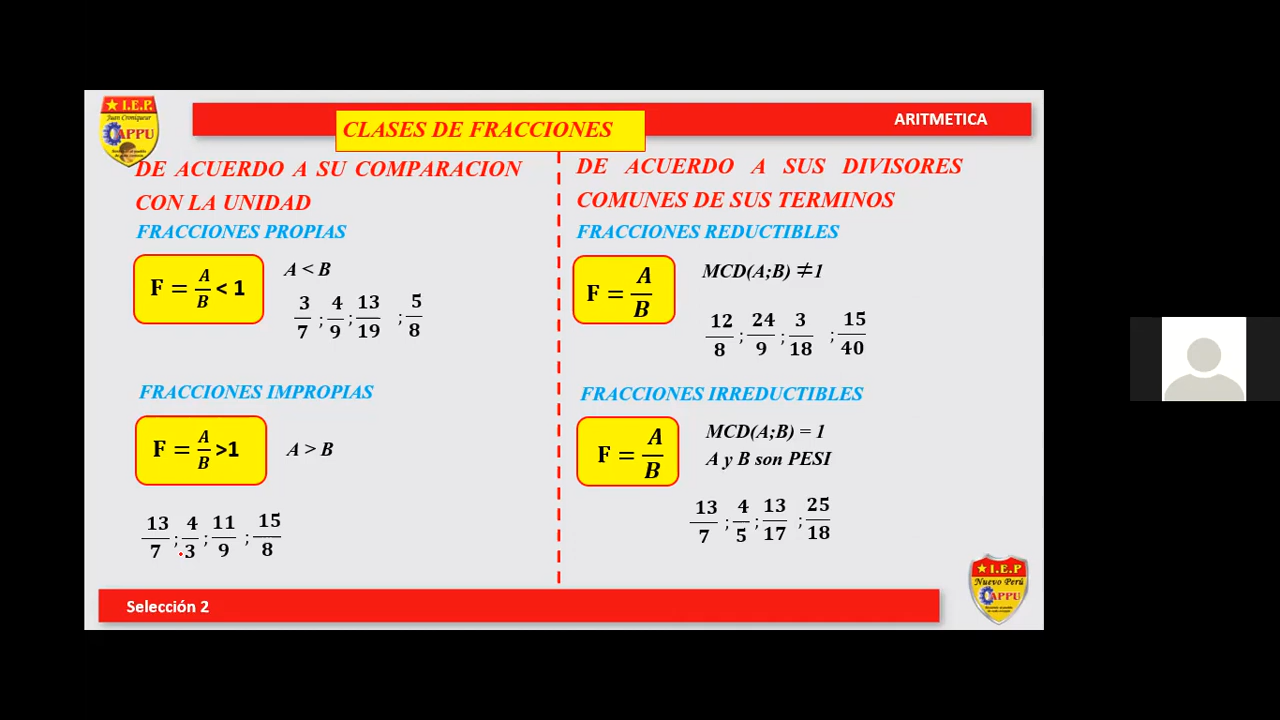 I.E.P.
Juan Croniqueur
APPU
ARITMETICA
CLASES DE FRACCIONES
DE ACUERDO A SU COMPARACION
CON LA UNIDAD
FRACCIONES PROPIAS
F = A/B < 1
A < B
3/7 ; 4/9 ; 13/19 ; 5/8
FRACCIONES IMPROPIAS
F = A/B >1
A > B
13/7 ; 4/3 ; 11/9 ; 15/8
DE ACUERDO A SUS DIVISORES
COMUNES DE SUS TERMINOS
FRACCIONES REDUCTIBLES
F = A/B
MCD(A;B) ≠ 1
12/8 ; 24/9 ; 3/18 ; 15/40
FRACCIONES IRREDUCTIBLES
F = A/B
MCD(A;B) = 1
A y B son PESI
13/7 ; 4/5 ; 13/17 ; 25/18
Selección 2
I.E.P
Nuevo Perú
APPU